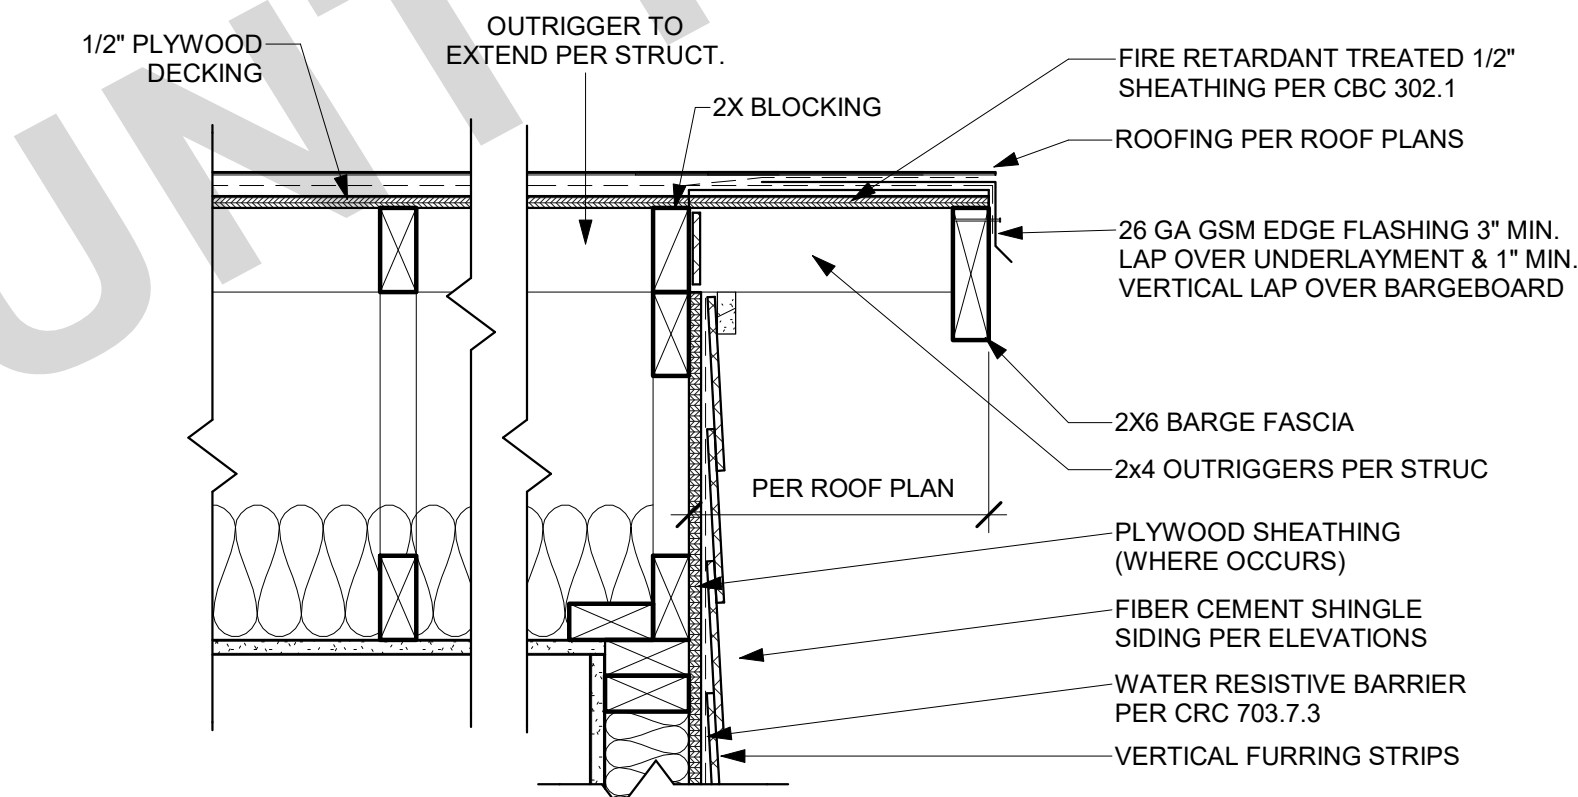 1/2" PLYWOOD
DECKING
OUTRIGGER TO
EXTEND PER STRUCT.
2X BLOCKING
FIRE RETARDANT TREATED 1/2"
SHEATHING PER CBC 302.1
ROOFING PER ROOF PLANS
26 GA GSM EDGE FLASHING 3" MIN.
LAP OVER UNDERLAYMENT & 1" MIN.
VERTICAL LAP OVER BARGEBOARD
2X6 BARGE FASCIA
2x4 OUTRIGGERS PER STRUC
PER ROOF PLAN
PLYWOOD SHEATHING
(WHERE OCCURS)
FIBER CEMENT SHINGLE
SIDING PER ELEVATIONS
WATER RESISTIVE BARRIER
PER CRC 703.7.3
VERTICAL FURRING STRIPS